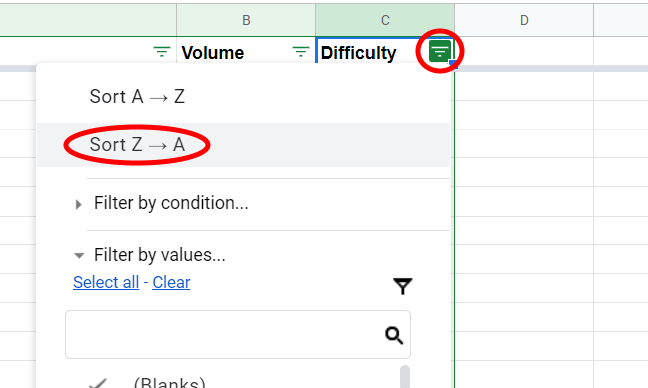 B C D
Volume Difficulty
Sort A → Z
Sort Z → A
Filter by condition...
Filter by values...
Select all - Clear
(Blanks)